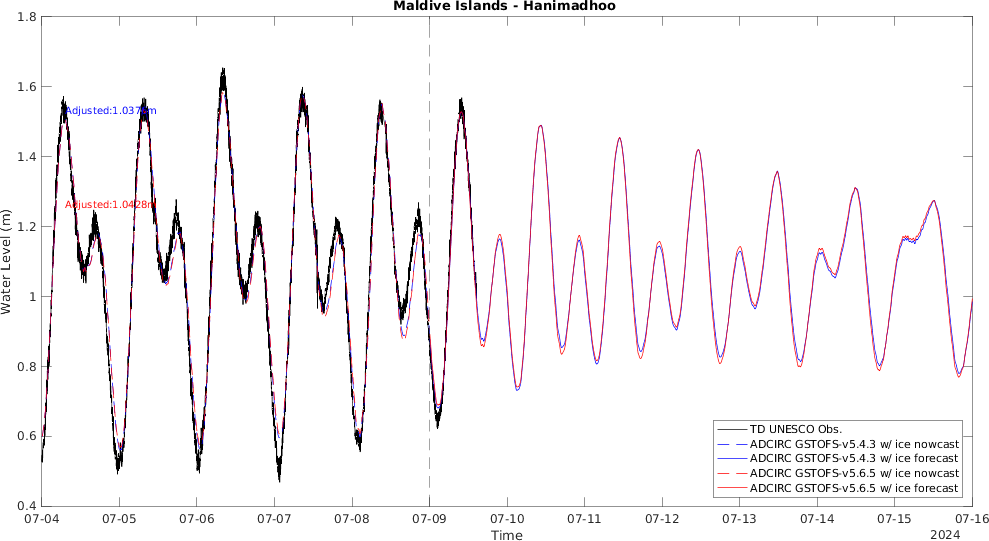 Maldive Islands - Hanimadhoo
1.8
1.6
1.4
1.2
1
0.8
0.6
0.4
Water Level (m)
Adjusted:1.037 m
Adjusted:1.0428m
TD UNESCO Obs.
ADCIRC GSTOFS-v5.4.3 w/ ice nowcast
ADCIRC GSTOFS-v5.4.3 w/ ice forecast
ADCIRC GSTOFS-v5.6.5 w/ ice nowcast
ADCIRC GSTOFS-v5.6.5 w/ ice forecast
07-04 07-05 07-06 07-07 07-08 07-09 07-10 07-11 07-12 07-13 07-14 07-15 07-16
Time
2024